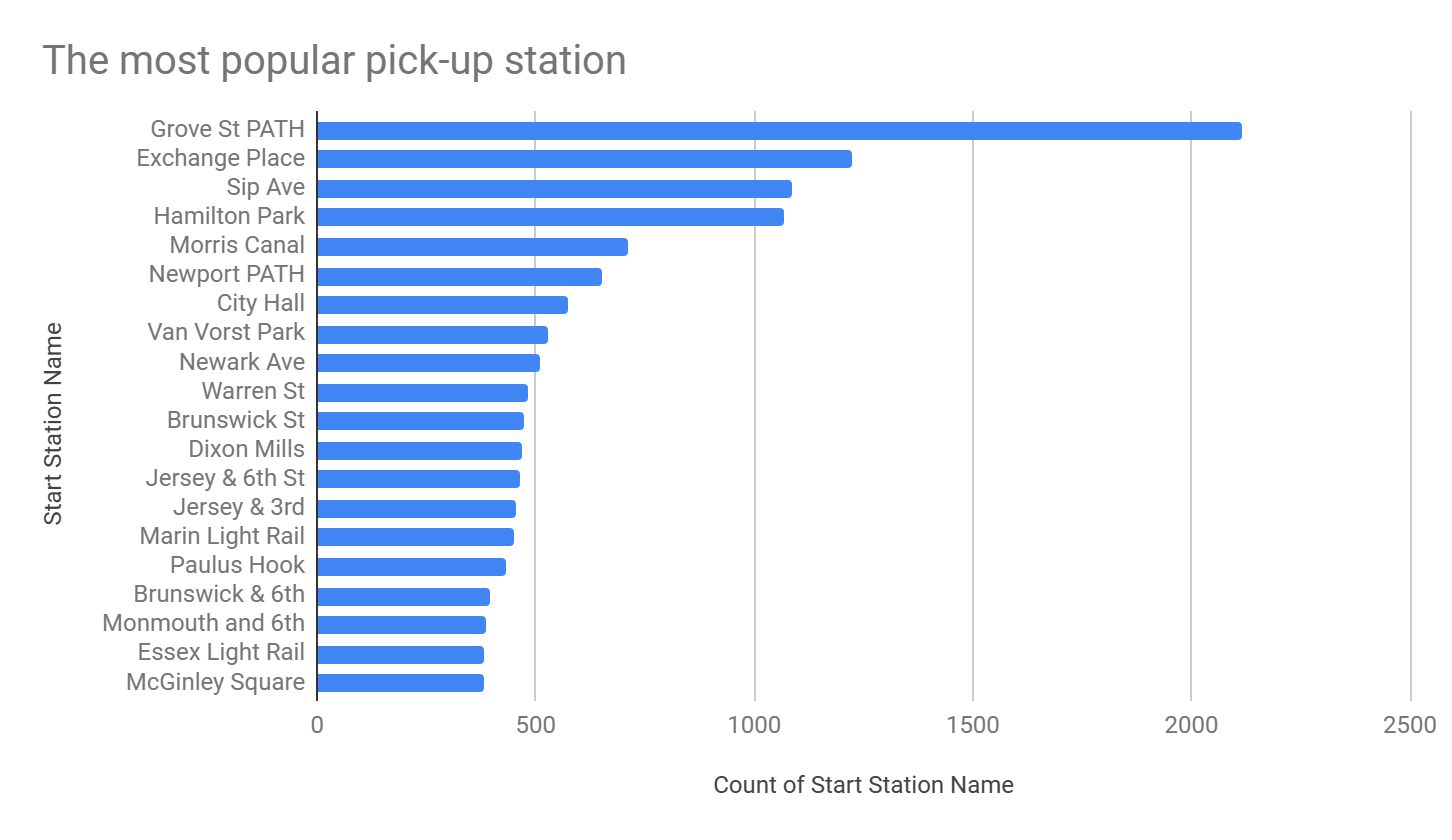 The most popular pick-up station
Start Station Name
Grove St PATH
Exchange Place
Sip Ave
Hamilton Park
Morris Canal
Newport PATH
City Hall
Van Vorst Park
Newark Ave
Warren St
Brunswick St
Dixon Mills
Jersey & 6th St
Jersey & 3rd
Marin Light Rail
Paulus Hook
Brunswick & 6th
Monmouth and 6th
Essex Light Rail
McGinley Square
0 500 1000 1500 2000 2500
Count of Start Station Name